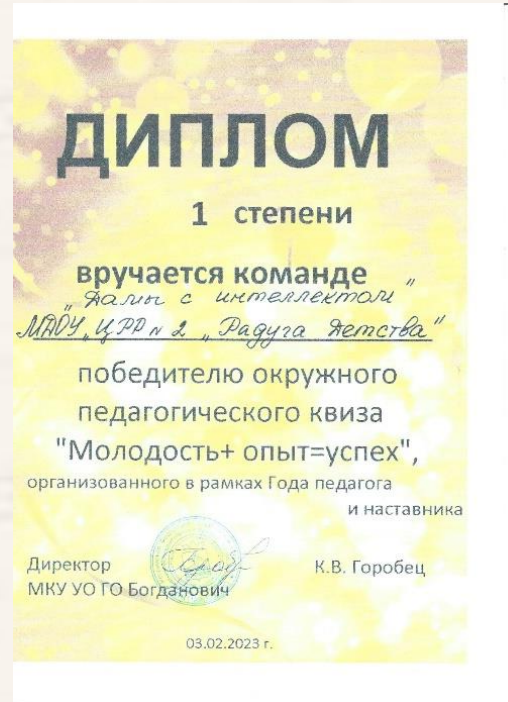 ДИПЛОМ
1 степени
вручается команде
"Дамы с интеллектом"
МАДОУ „ЦРР № 2 „Радуга Детства"
победителю окружного
педагогического квиза
"Молодость+ опыт=успех",
организованного в рамках Года педагога
и наставника
Директор К.В. Горобец
МКУ УО ГО Богданович
03.02.2023 г.